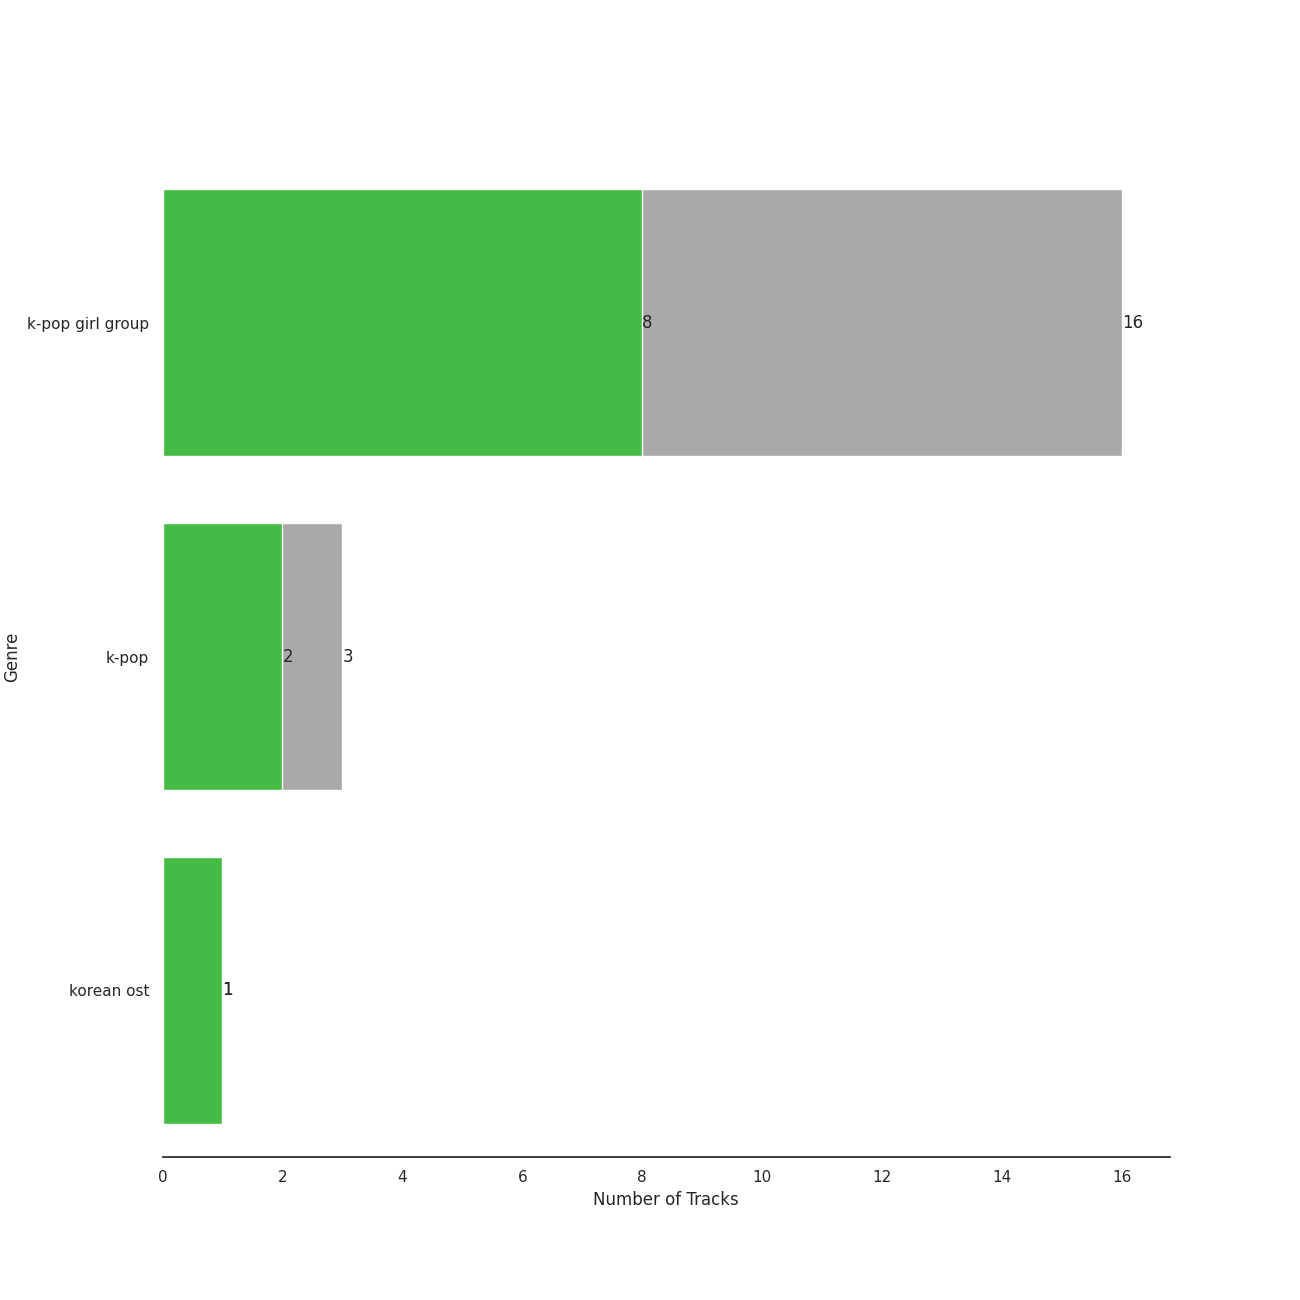 k-pop girl group
8
16
k-pop
2
3
korean ost
1
Genre
0 2 4 6 8 10 12 14 16
Number of Tracks